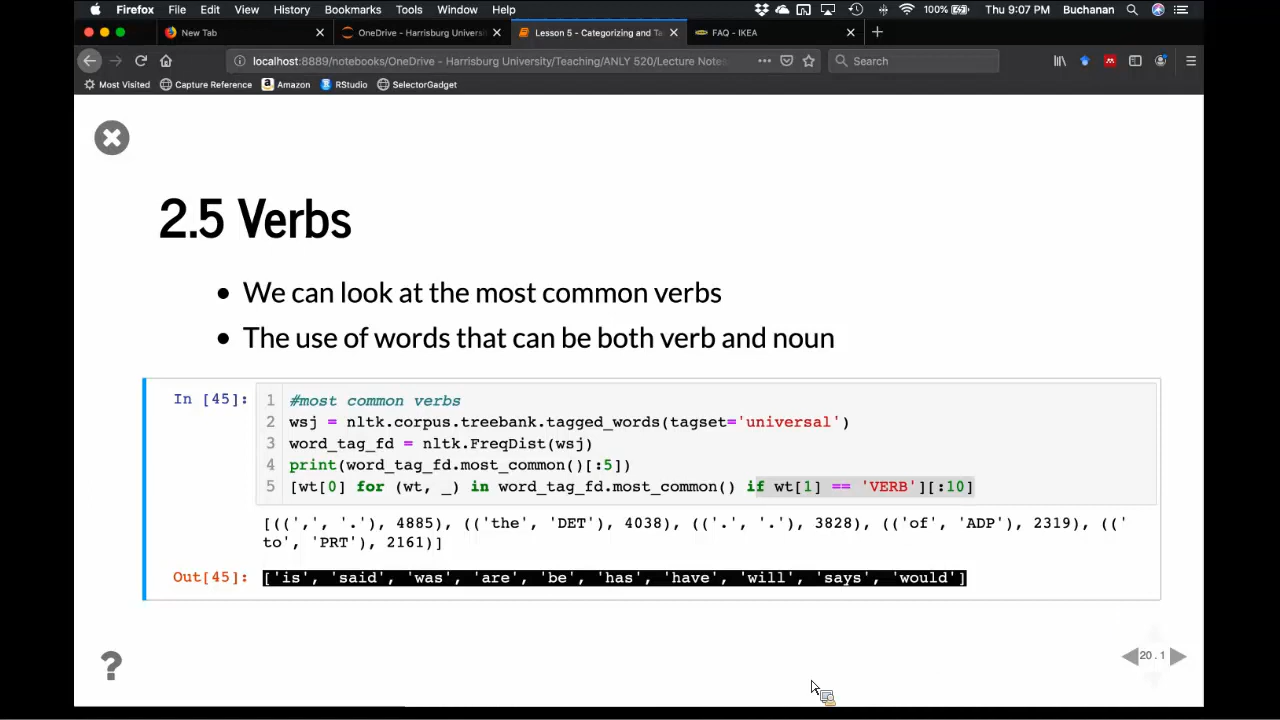 Firefox File Edit View History Bookmarks Tools Window Help 100% Thu 9:07 PM Buchanan
New Tab OneDrive - Harrisburg Universi Lesson 5 - Categorizing and Ta FAQ - IKEA
localhost:8889/notebooks/OneDrive - Harrisburg University/Teaching/ANLY 520/Lecture Note Search
Most Visited Capture Reference Amazon RStudio SelectorGadget
2.5 Verbs
• We can look at the most common verbs
• The use of words that can be both verb and noun
In [45]: 1 #most common verbs
2 wsj = nltk.corpus.treebank.tagged_words(tagset='universal')
3 word_tag_fd = nltk.FreqDist(wsj)
4 print(word_tag_fd.most_common()[:5])
5 [wt[0] for (wt, _) in word_tag_fd.most_common() if wt[1] == 'VERB'][:10]
[((',', '.'), 4885), (('the', 'DET'), 4038), (('.', '.'), 3828), (('of', 'ADP'), 2319), (('
to', 'PRT'), 2161)]
Out[45]: ['is', 'said', 'was', 'are', 'be', 'has', 'have', 'will', 'says', 'would']
?
20.1